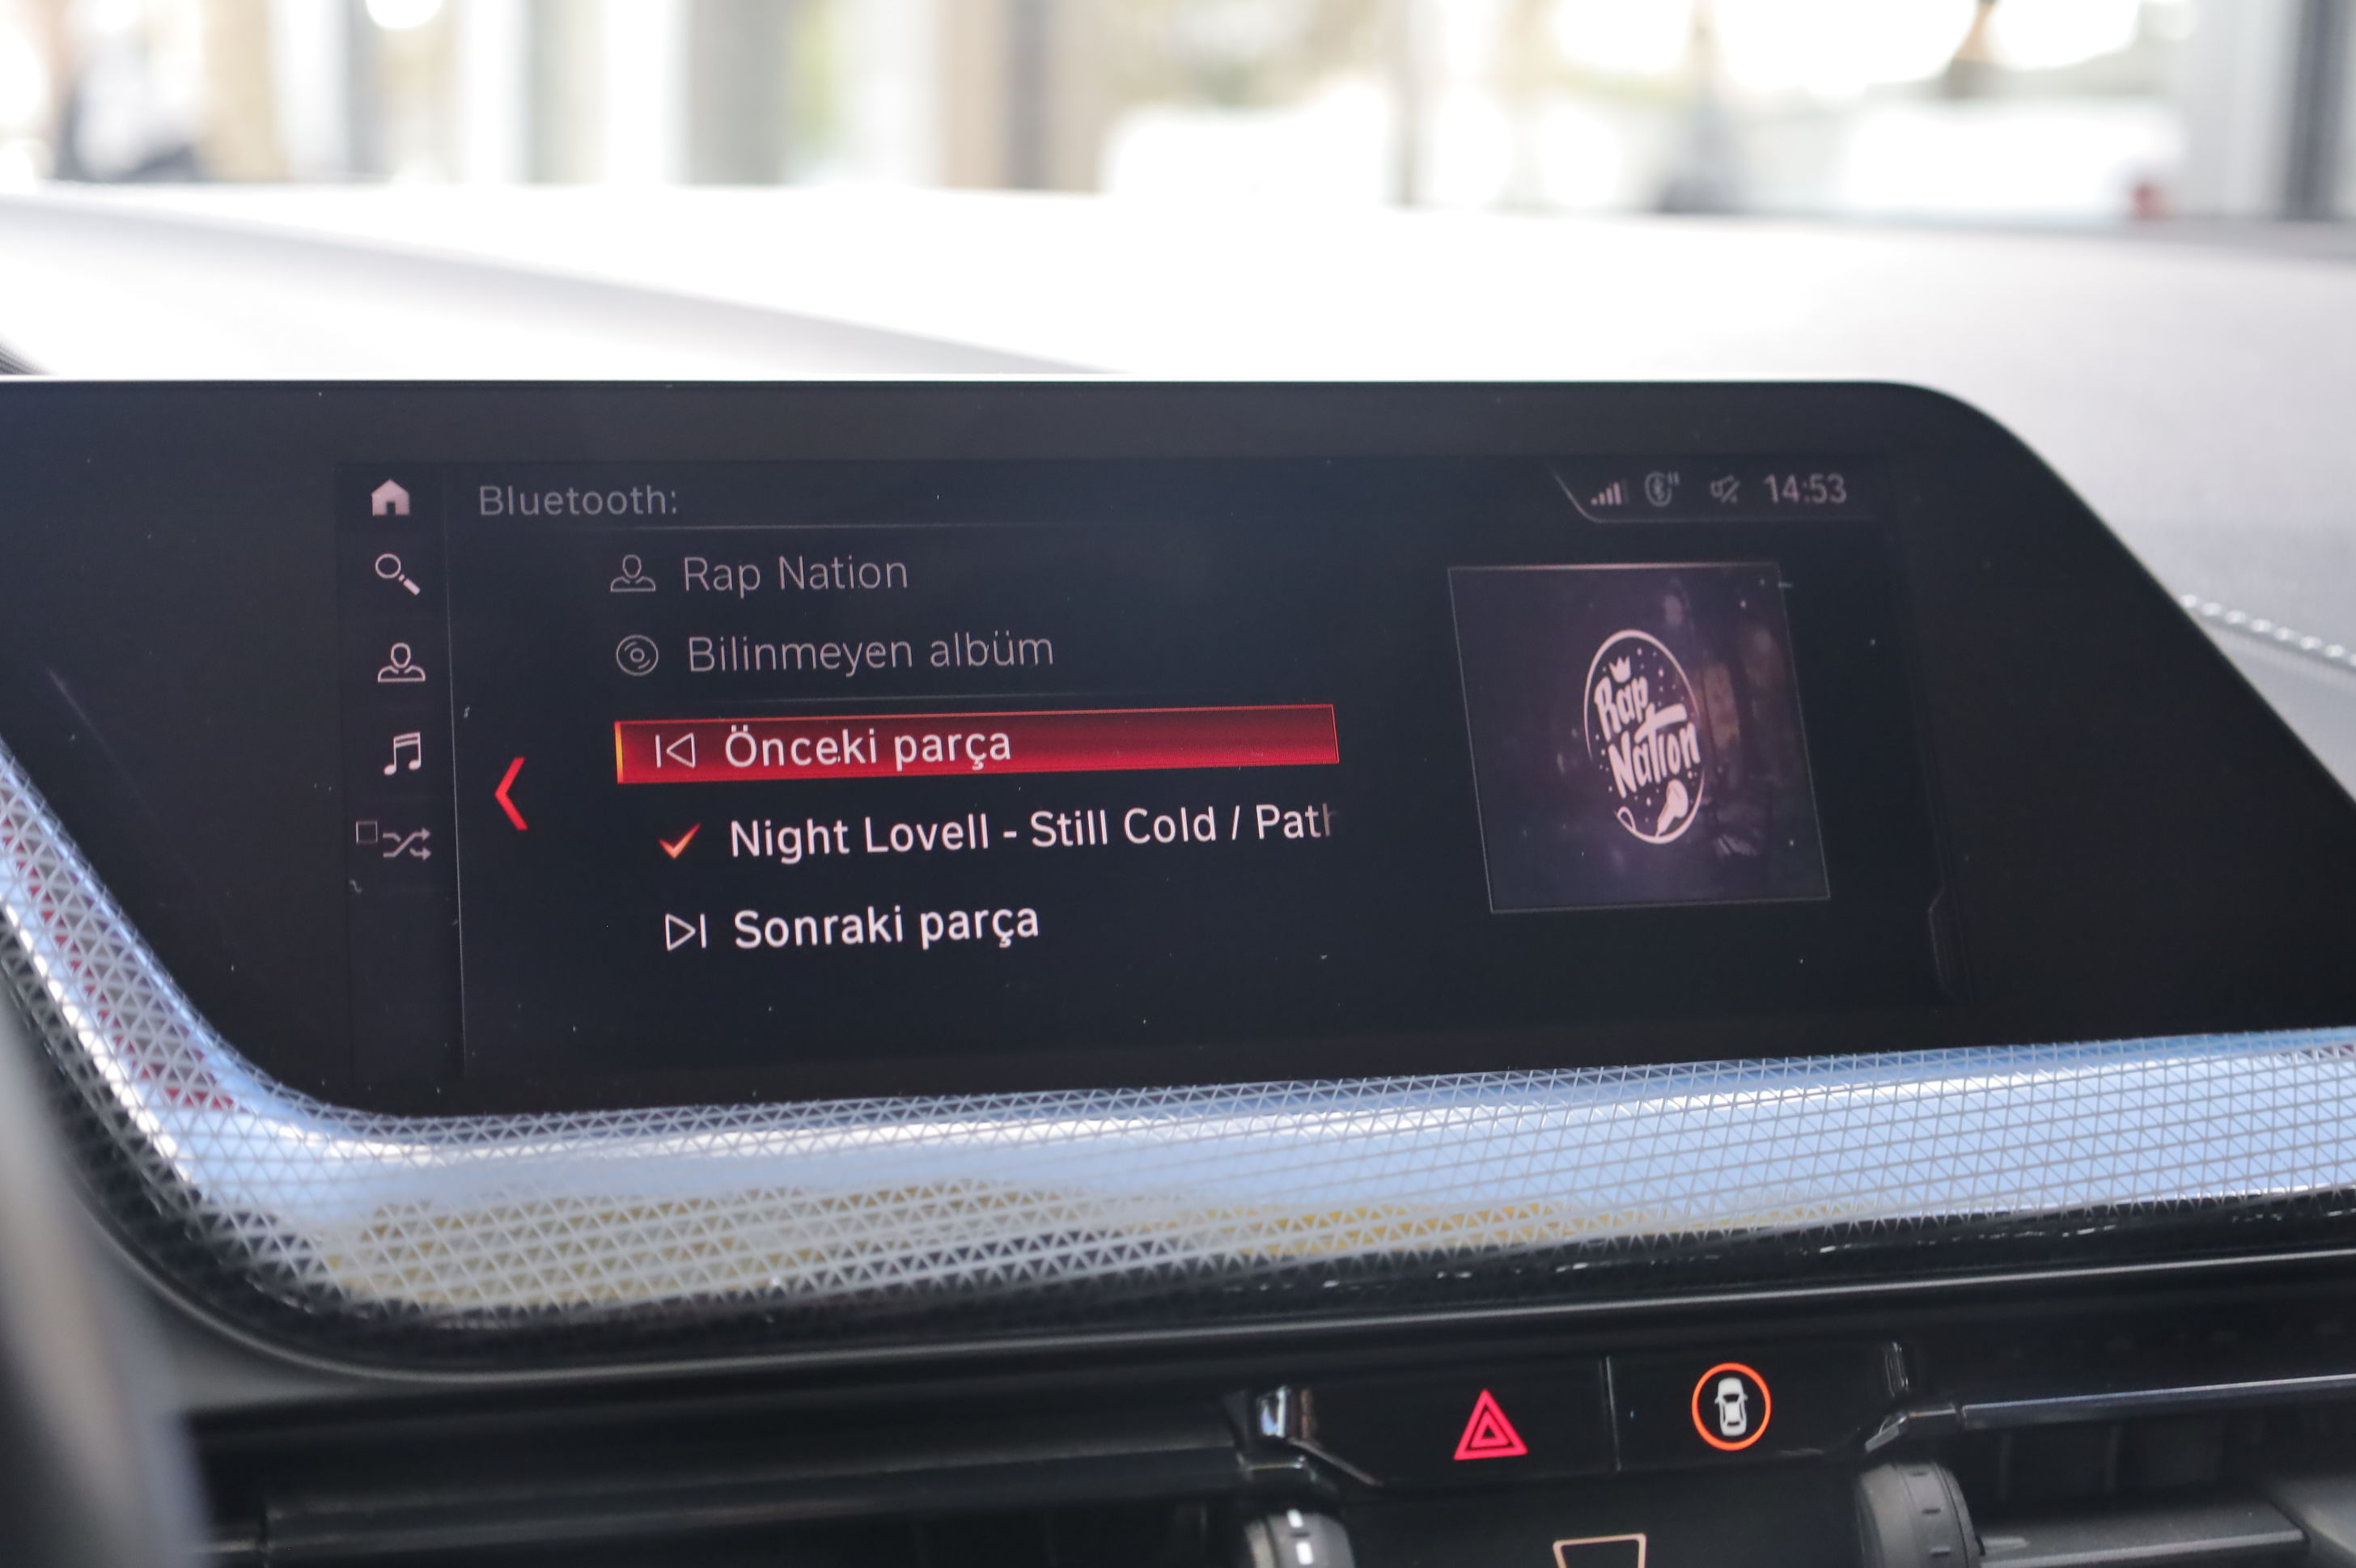 Bluetooth:
14:53
Rap Nation
Bilinmeyen albüm
Önceki parça
Night Lovell - Still Cold / Path
Sonraki parça
Rap
Nation